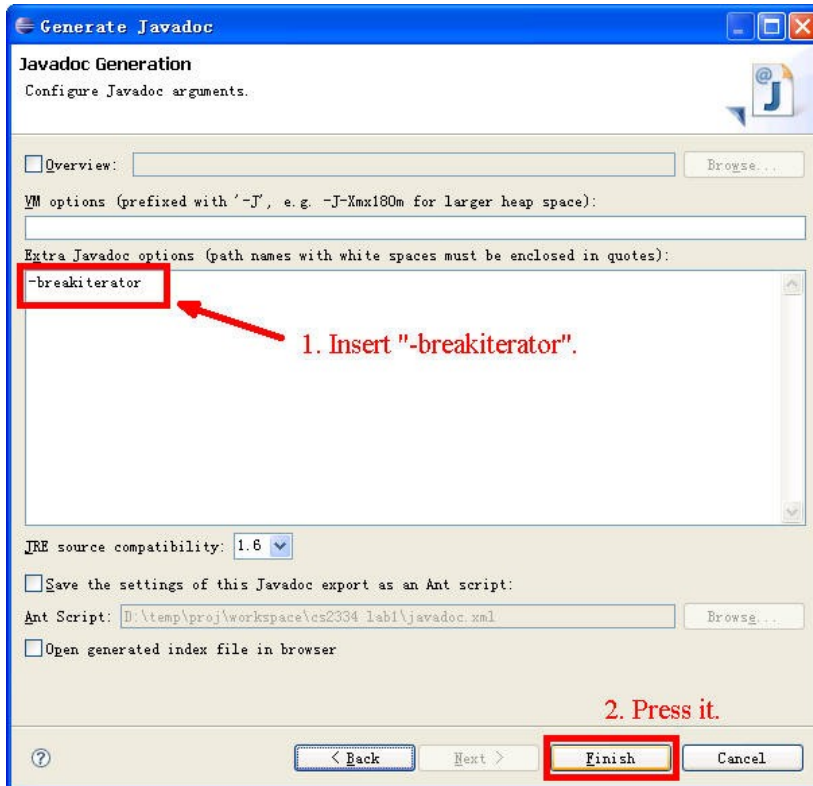 Generate Javadoc
Javadoc Generation
Configure Javadoc arguments.
@
J
Overview:
Browse...
VM options (prefixed with '-J', e.g. -J-Xmx180m for larger heap space):
Extra Javadoc options (path names with white spaces must be enclosed in quotes):
-breakiterator
1. Insert "-breakiterator".
JRE source compatibility: 1.6
Save the settings of this Javadoc export as an Ant script:
Ant Script: D:\temp\proj\workspace\cs2334 lab1\javadoc.xml Browse...
Open generated index file in browser
2. Press it.
? < Back Next > Finish Cancel